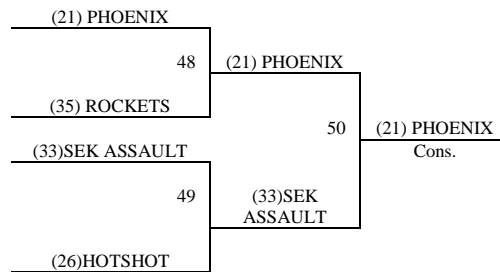 (21) PHOENIX
48
(21) PHOENIX
(35) ROCKETS
50
(21) PHOENIX
Cons.
(33)SEK ASSAULT
49
(33)SEK
ASSAULT
(26)HOTSHOT